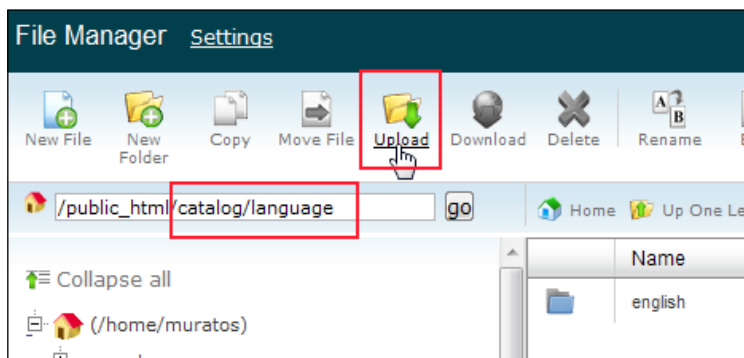 File Manager Settings
New File New Folder Copy Move File Upload Download Delete Rename
/public_html/catalog/language go Home Up One Le
Name
Collapse all
english
(/home/muratos)